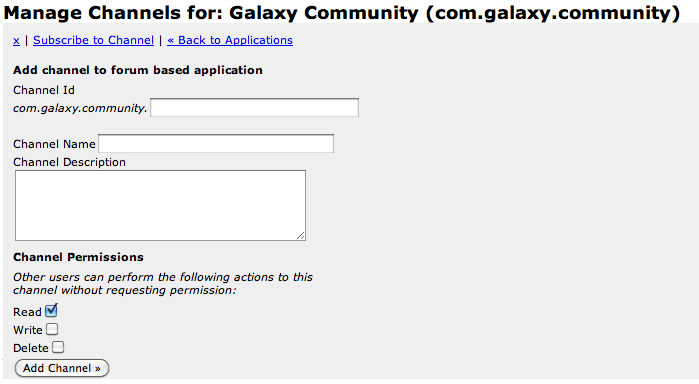 Manage Channels for: Galaxy Community (com.galaxy.community)
x | Subscribe to Channel | « Back to Applications
Add channel to forum based application
Channel Id
com.galaxy.community.
Channel Name
Channel Description
Channel Permissions
Other users can perform the following actions to this
channel without requesting permission:
Read
Write
Delete
Add Channel »